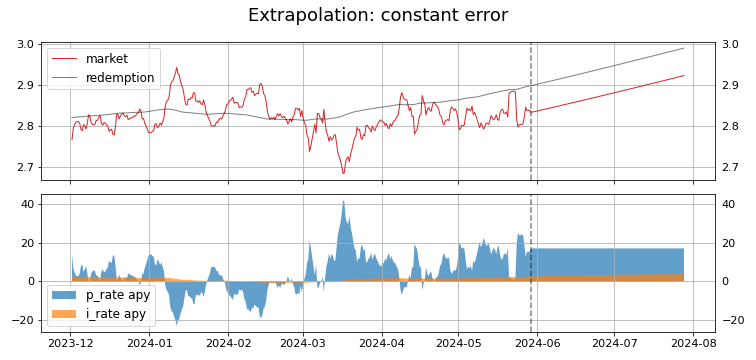 Extrapolation: constant error
3.0 3.0
market
redemption
2.9 2.9
2.8 2.8
2.7 2.7
40 40
20 20
0 0
p_rate apy
i_rate apy
−20 −20
2023-12 2024-01 2024-02 2024-03 2024-04 2024-05 2024-06 2024-07 2024-08